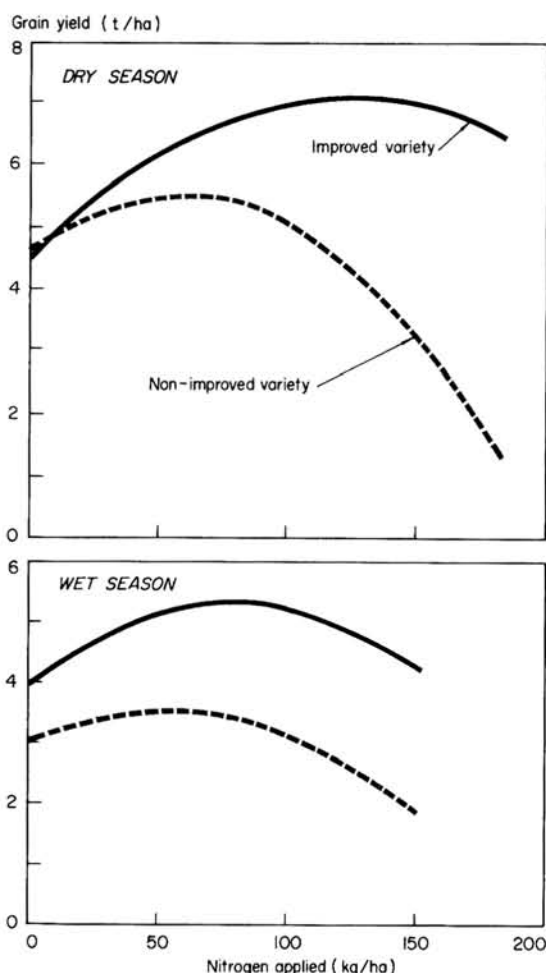 Grain yield (t/ha)
8
DRY SEASON
6
Improved variety
4
Non-improved variety
2
0
6
WET SEASON
4
2
0
0 50 100 150 200
Nitrogen applied (kg/ha)